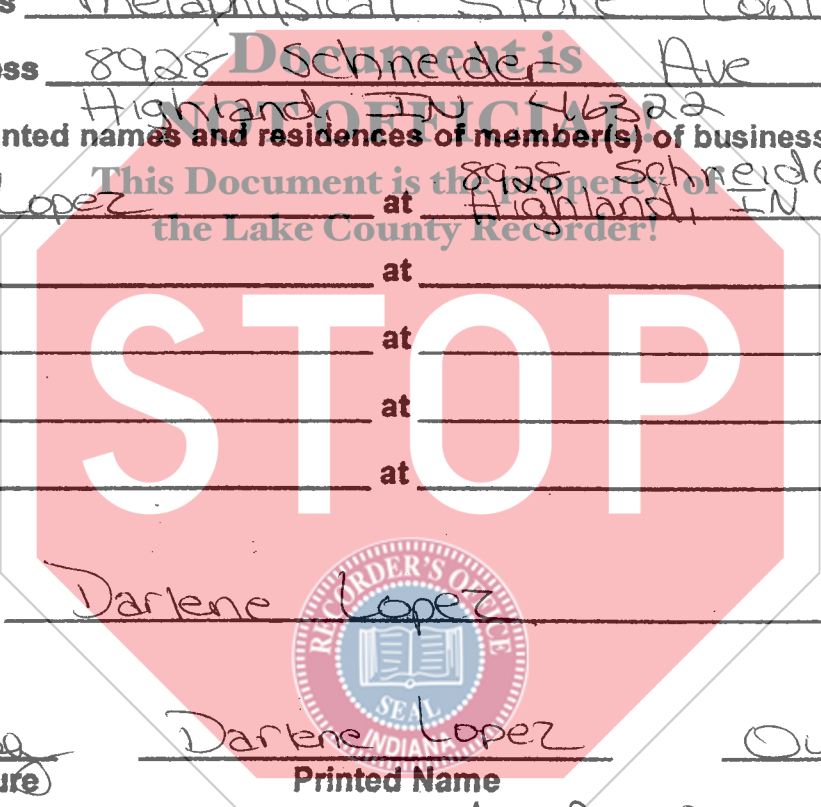 s Metaphysical Store
ess 8928 Schneider Ave
Document is
Highland, IN 46322
NOT OFFICIAL!
nted names and residences of member(s) of business
This Document is the property of
8928 Schneide
Lopez at Highland, IN
the Lake County Recorder!
at
at
at
at
STOP
Darlene Lopez
RECORDER'S OFFICE
SEAL
INDIANA
Darlene Lopez
ure Printed Name